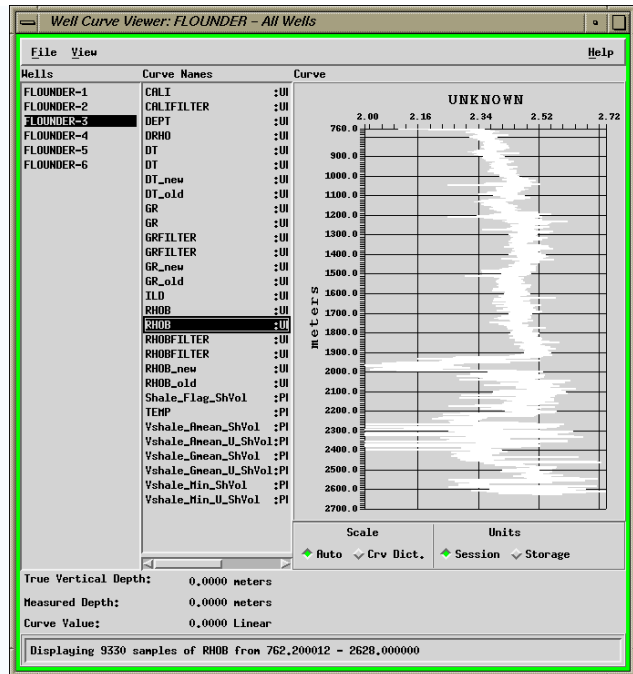 Well Curve Viewer: FLOUNDER - All Wells
File View Help
Wells Curve Names Curve
FLOUNDER-1
FLOUNDER-2
FLOUNDER-3
FLOUNDER-4
FLOUNDER-5
FLOUNDER-6
CALI :UI
CALIFILTER :UI
DEPT :UI
DRHO :UI
DT :UI
DT :UI
DT_new :UI
DT_old :UI
GR :UI
GR :UI
GRFILTER :UI
GRFILTER :UI
GR_new :UI
GR_old :UI
ILD :UI
RHOB :UI
RHOB :UI
RHOBFILTER :UI
RHOBFILTER :UI
RHOB_new :UI
RHOB_old :UI
Shale_Flag_ShVol :PI
TEMP :PI
Vshale_Amean_ShVol :PI
Vshale_Amean_U_ShVol:PI
Vshale_Gmean_ShVol :PI
Vshale_Gmean_U_ShVol:PI
Vshale_Min_ShVol :PI
Vshale_Min_U_ShVol :PI
UNKNOWN
2.00 2.16 2.34 2.52 2.72
760.0
900.0
1000.0
1100.0
1200.0
1300.0
1400.0
1500.0
1600.0
1700.0
1800.0
1900.0
2000.0
2100.0
2200.0
2300.0
2400.0
2500.0
2600.0
2700.0
meters
Scale Units
Auto Crv Dict. Session Storage
True Vertical Depth: 0.0000 meters
Measured Depth: 0.0000 meters
Curve Value: 0.0000 Linear
Displaying 9330 samples of RHOB from 762.200012 - 2628.000000